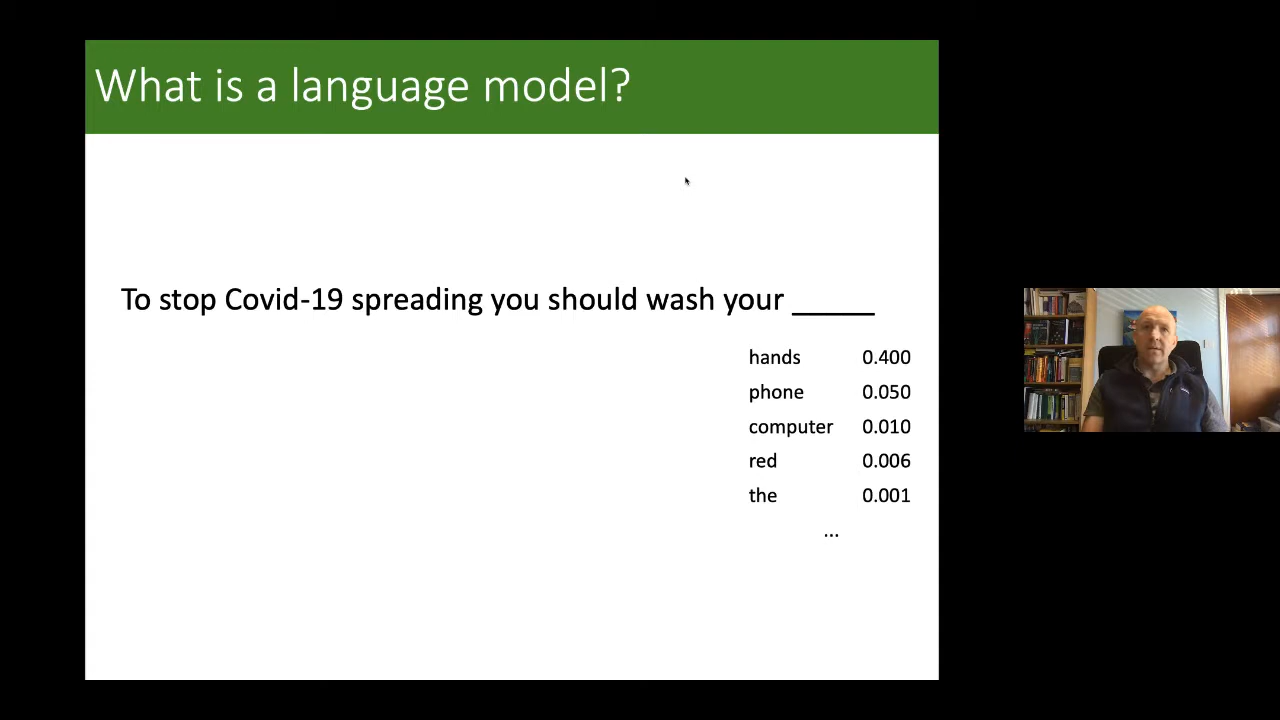 What is a language model?
To stop Covid-19 spreading you should wash your _____
hands 0.400
phone 0.050
computer 0.010
red 0.006
the 0.001
...